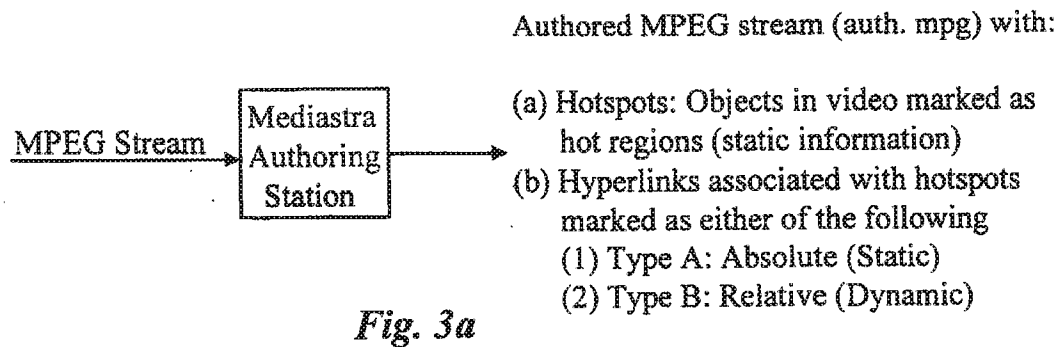 Authored MPEG stream (auth. mpg) with:
MPEG Stream
Mediastra
Authoring
Station
(a) Hotspots: Objects in video marked as
hot regions (static information)
(b) Hyperlinks associated with hotspots
marked as either of the following
(1) Type A: Absolute (Static)
(2) Type B: Relative (Dynamic)
Fig. 3a